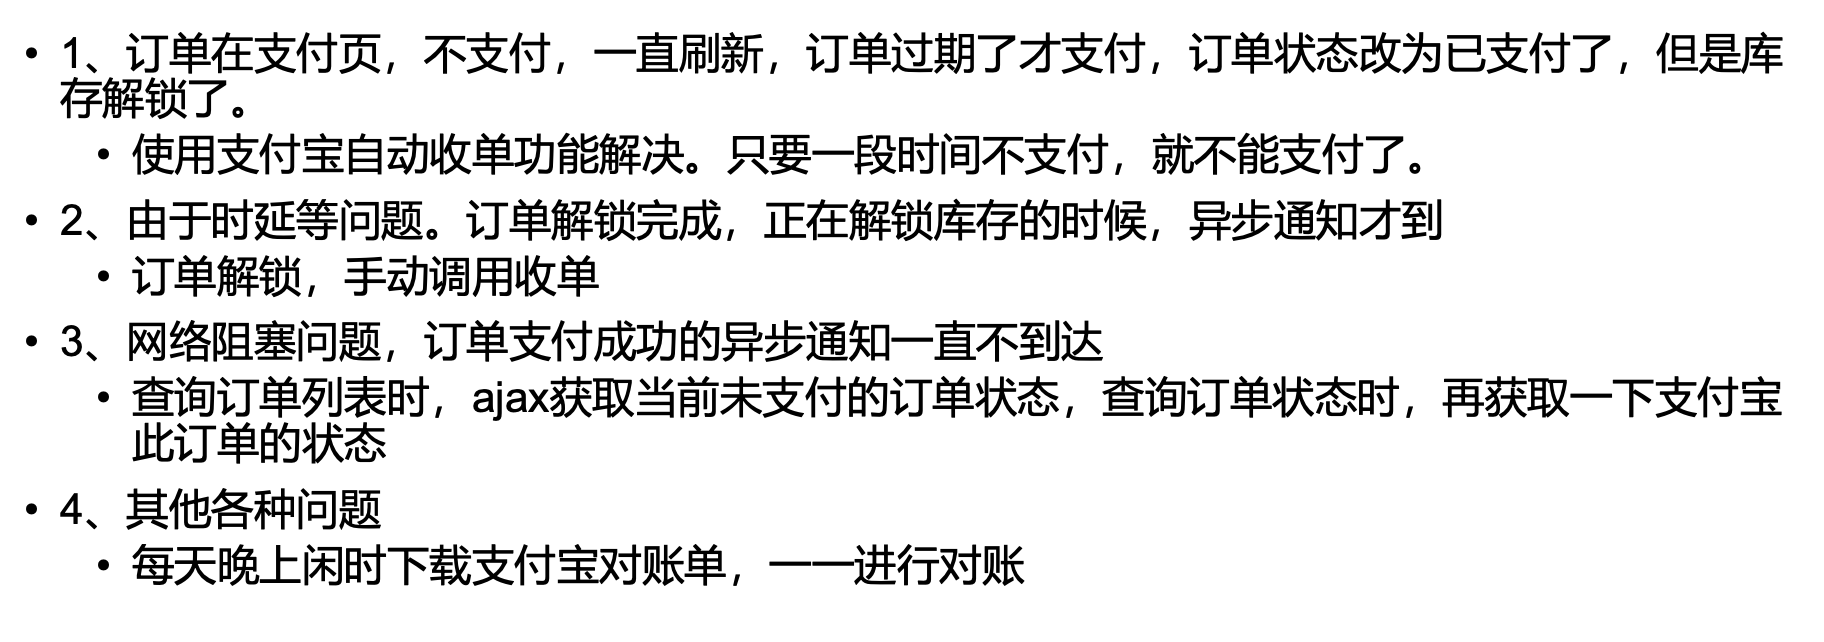 • 1、订单在支付页，不支付，一直刷新，订单过期了才支付，订单状态改为已支付了，但是库
存解锁了。
• 使用支付宝自动收单功能解决。只要一段时间不支付，就不能支付了。
• 2、由于时延等问题。订单解锁完成，正在解锁库存的时候，异步通知才到
• 订单解锁，手动调用收单
• 3、网络阻塞问题，订单支付成功的异步通知一直不到达
• 查询订单列表时，ajax获取当前未支付的订单状态，查询订单状态时，再获取一下支付宝
此订单的状态
• 4、其他各种问题
• 每天晚上闲时下载支付宝对账单，一一进行对账